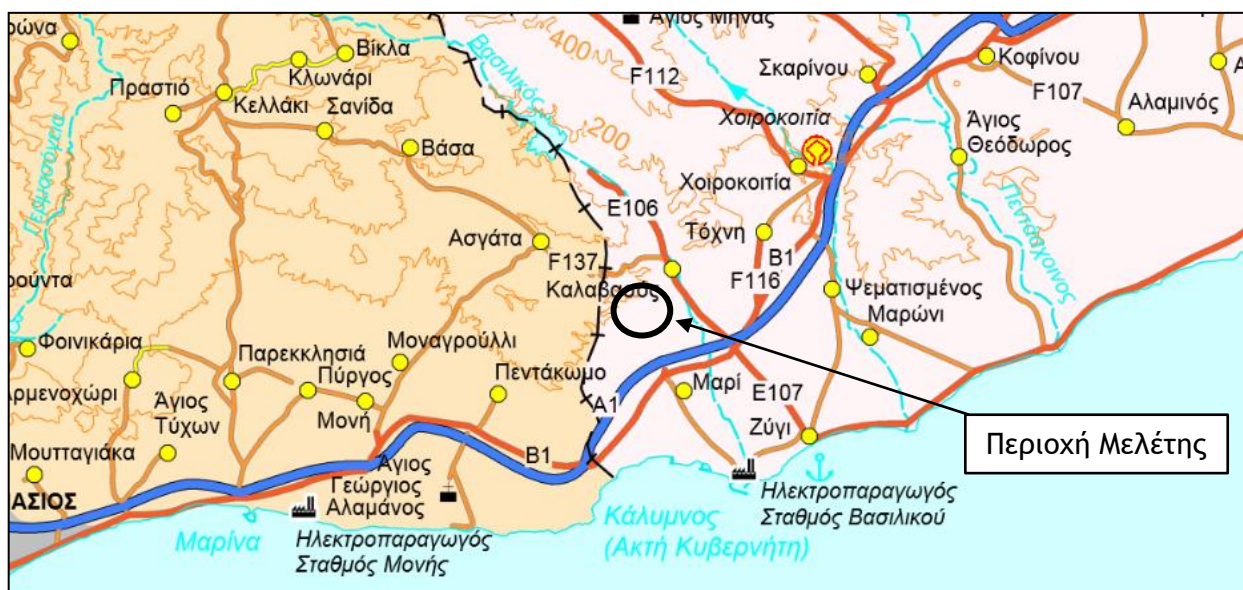 Άγιος Μηνάς
ρώνα
Βίκλα
Κλωνάρι
Πραστιό
Κελλάκι
Σανίδα
Βάσα
Βασιλικός
400
200
F112
Σκαρίνου
Κοφίνου
F107
Αλαμινός
Χοιροκοιτία
Χοιροκοιτία
Άγιος
Θεόδωρος
E106
Τόχνη
B1
F116
Ασγάτα
F137
Καλαβασός
Ψεματισμένος
Μαρώνι
Πεντάσχοινος
Γερμασόγεια
ρούντα
Φοινικάρια
Παρεκκλησιά
Μοναγρούλλι
Πύργος
Πεντάκωμο
Αρμενοχώρι
Άγιος
Τύχων
Μονή
A1
Μαρί
E107
Ζύγι
Περιοχή Μελέτης
Μουτταγιάκα
B1
ΜΑΣΙΟΣ
Άγιος
Γεώργιος
Αλαμάνος
Μαρίνα
Ηλεκτροπαραγωγός
Σταθμός Μονής
Κάλυμνος
(Ακτή Κυβερνήτη)
Ηλεκτροπαραγωγός
Σταθμός Βασιλικού